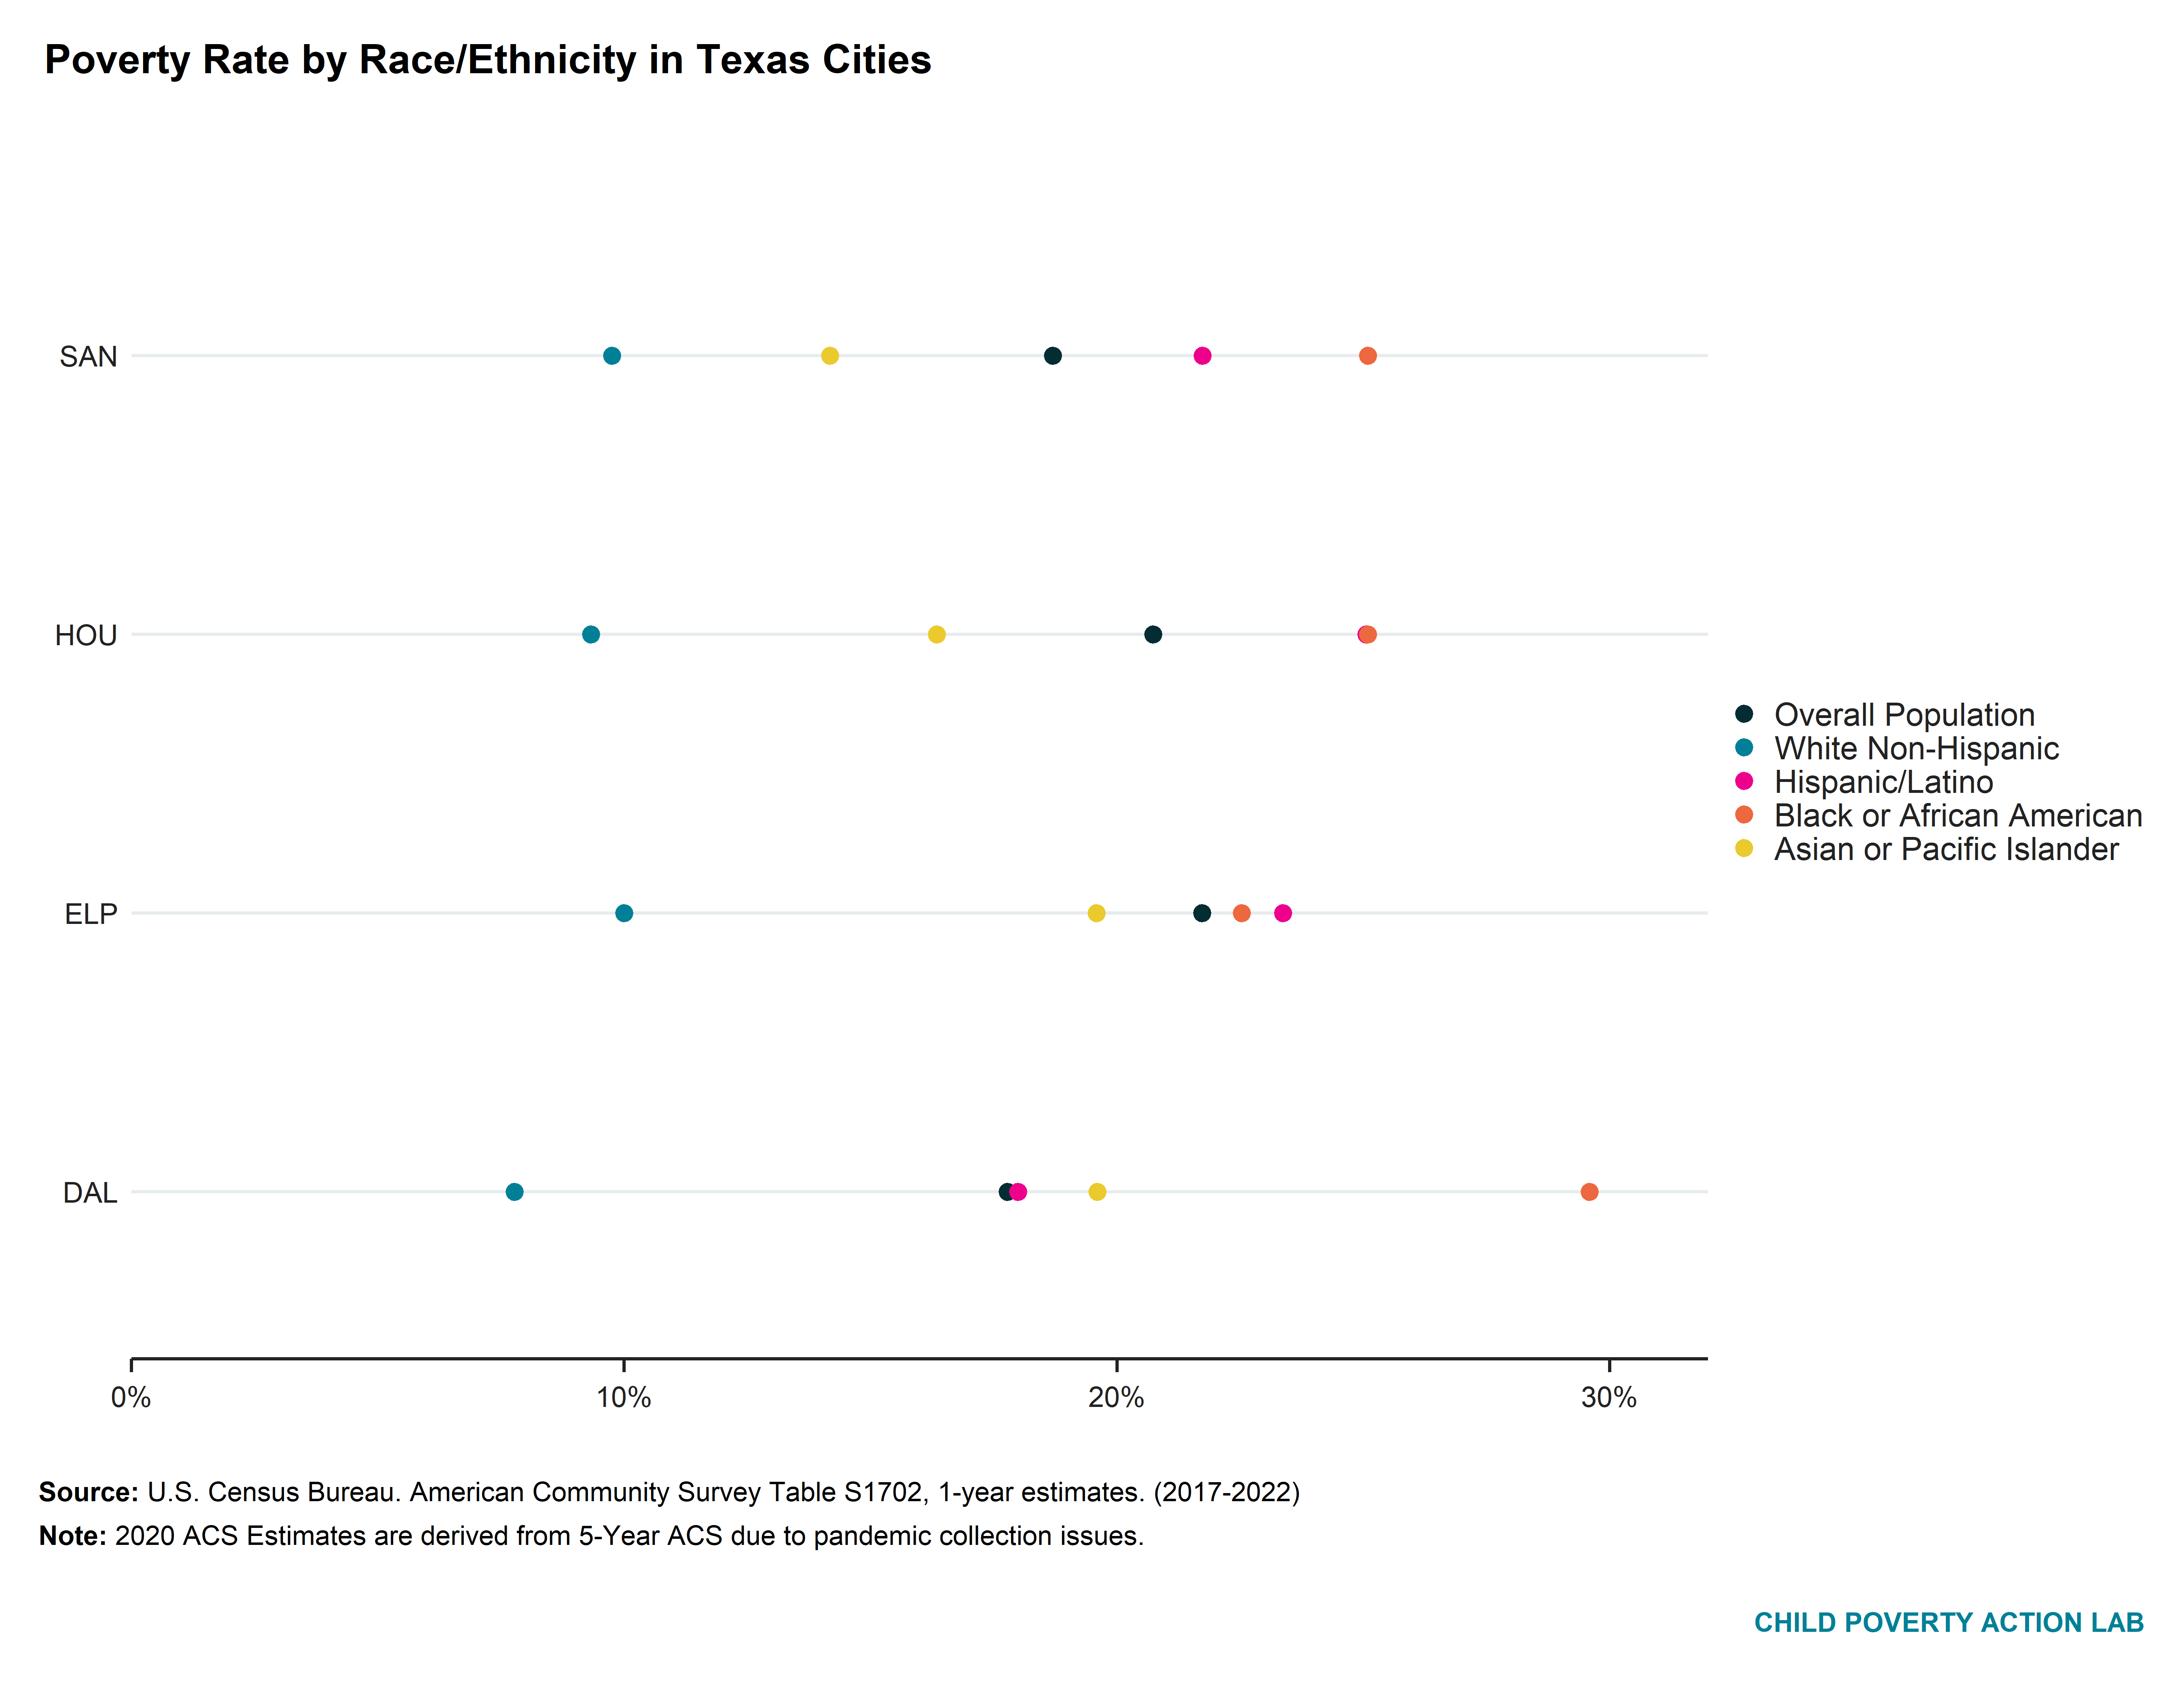 Poverty Rate by Race/Ethnicity in Texas Cities
SAN
HOU
ELP
DAL
Overall Population
White Non-Hispanic
Hispanic/Latino
Black or African American
Asian or Pacific Islander
0% 10% 20% 30%
Source: U.S. Census Bureau. American Community Survey Table S1702, 1-year estimates. (2017-2022)
Note: 2020 ACS Estimates are derived from 5-Year ACS due to pandemic collection issues.
CHILD POVERTY ACTION LAB